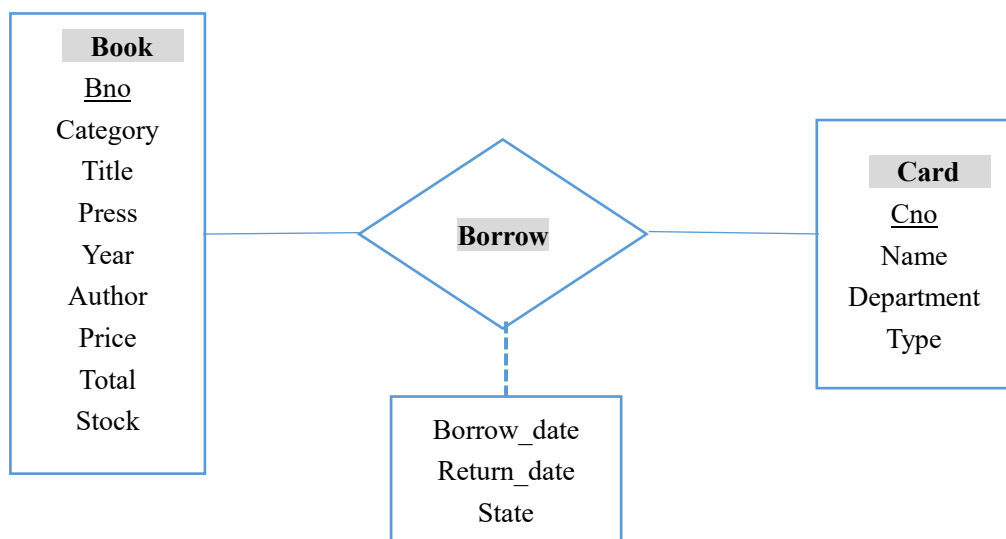 Book
Bno
Category
Title
Press
Year
Author
Price
Total
Stock
Borrow
Borrow_date
Return_date
State
Card
Cno
Name
Department
Type